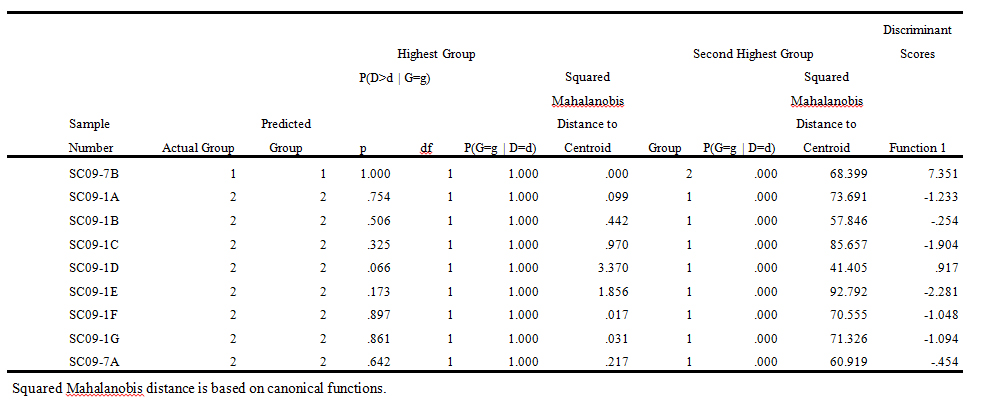 Discriminant
Highest Group Second Highest Group Scores
P(D>d | G=g) Squared Squared
Mahalanobis Mahalanobis
Sample Predicted Distance to Distance to
Number Actual Group Group p df P(G=g | D=d) Centroid Group P(G=g | D=d) Centroid Function 1
SC09-7B 1 1 1.000 1 1.000 .000 2 .000 68.399 7.351
SC09-1A 2 2 .754 1 1.000 .099 1 .000 73.691 -1.233
SC09-1B 2 2 .506 1 1.000 .442 1 .000 57.846 -.254
SC09-1C 2 2 .325 1 1.000 .970 1 .000 85.657 -1.904
SC09-1D 2 2 .066 1 1.000 3.370 1 .000 41.405 .917
SC09-1E 2 2 .173 1 1.000 1.856 1 .000 92.792 -2.281
SC09-1F 2 2 .897 1 1.000 .017 1 .000 70.555 -1.048
SC09-1G 2 2 .861 1 1.000 .031 1 .000 71.326 -1.094
SC09-7A 2 2 .642 1 1.000 .217 1 .000 60.919 -.454
Squared Mahalanobis distance is based on canonical functions.